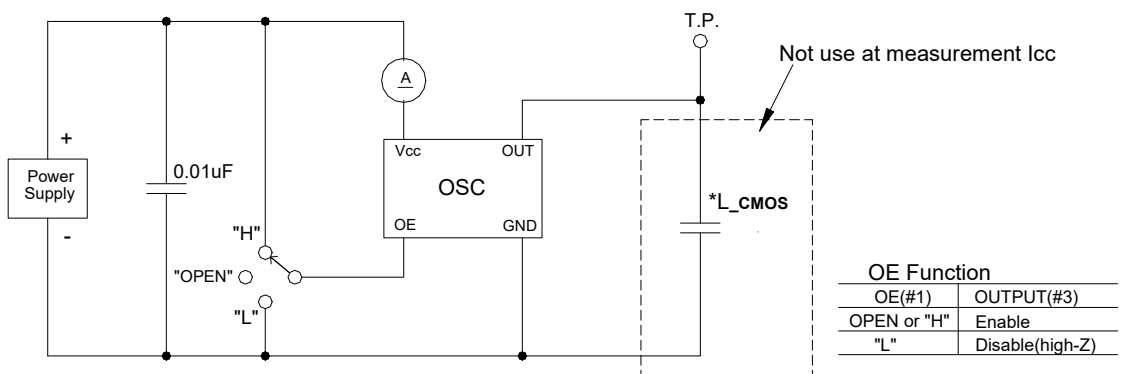 T.P.
Not use at measurement Icc
A
+
Power
Supply
-
0.01uF
Vcc
OUT
OSC
OE
GND
"H"
"OPEN"
"L"
*L_CMOS
OE Function
OE(#1) OUTPUT(#3)
OPEN or "H" Enable
"L" Disable(high-Z)